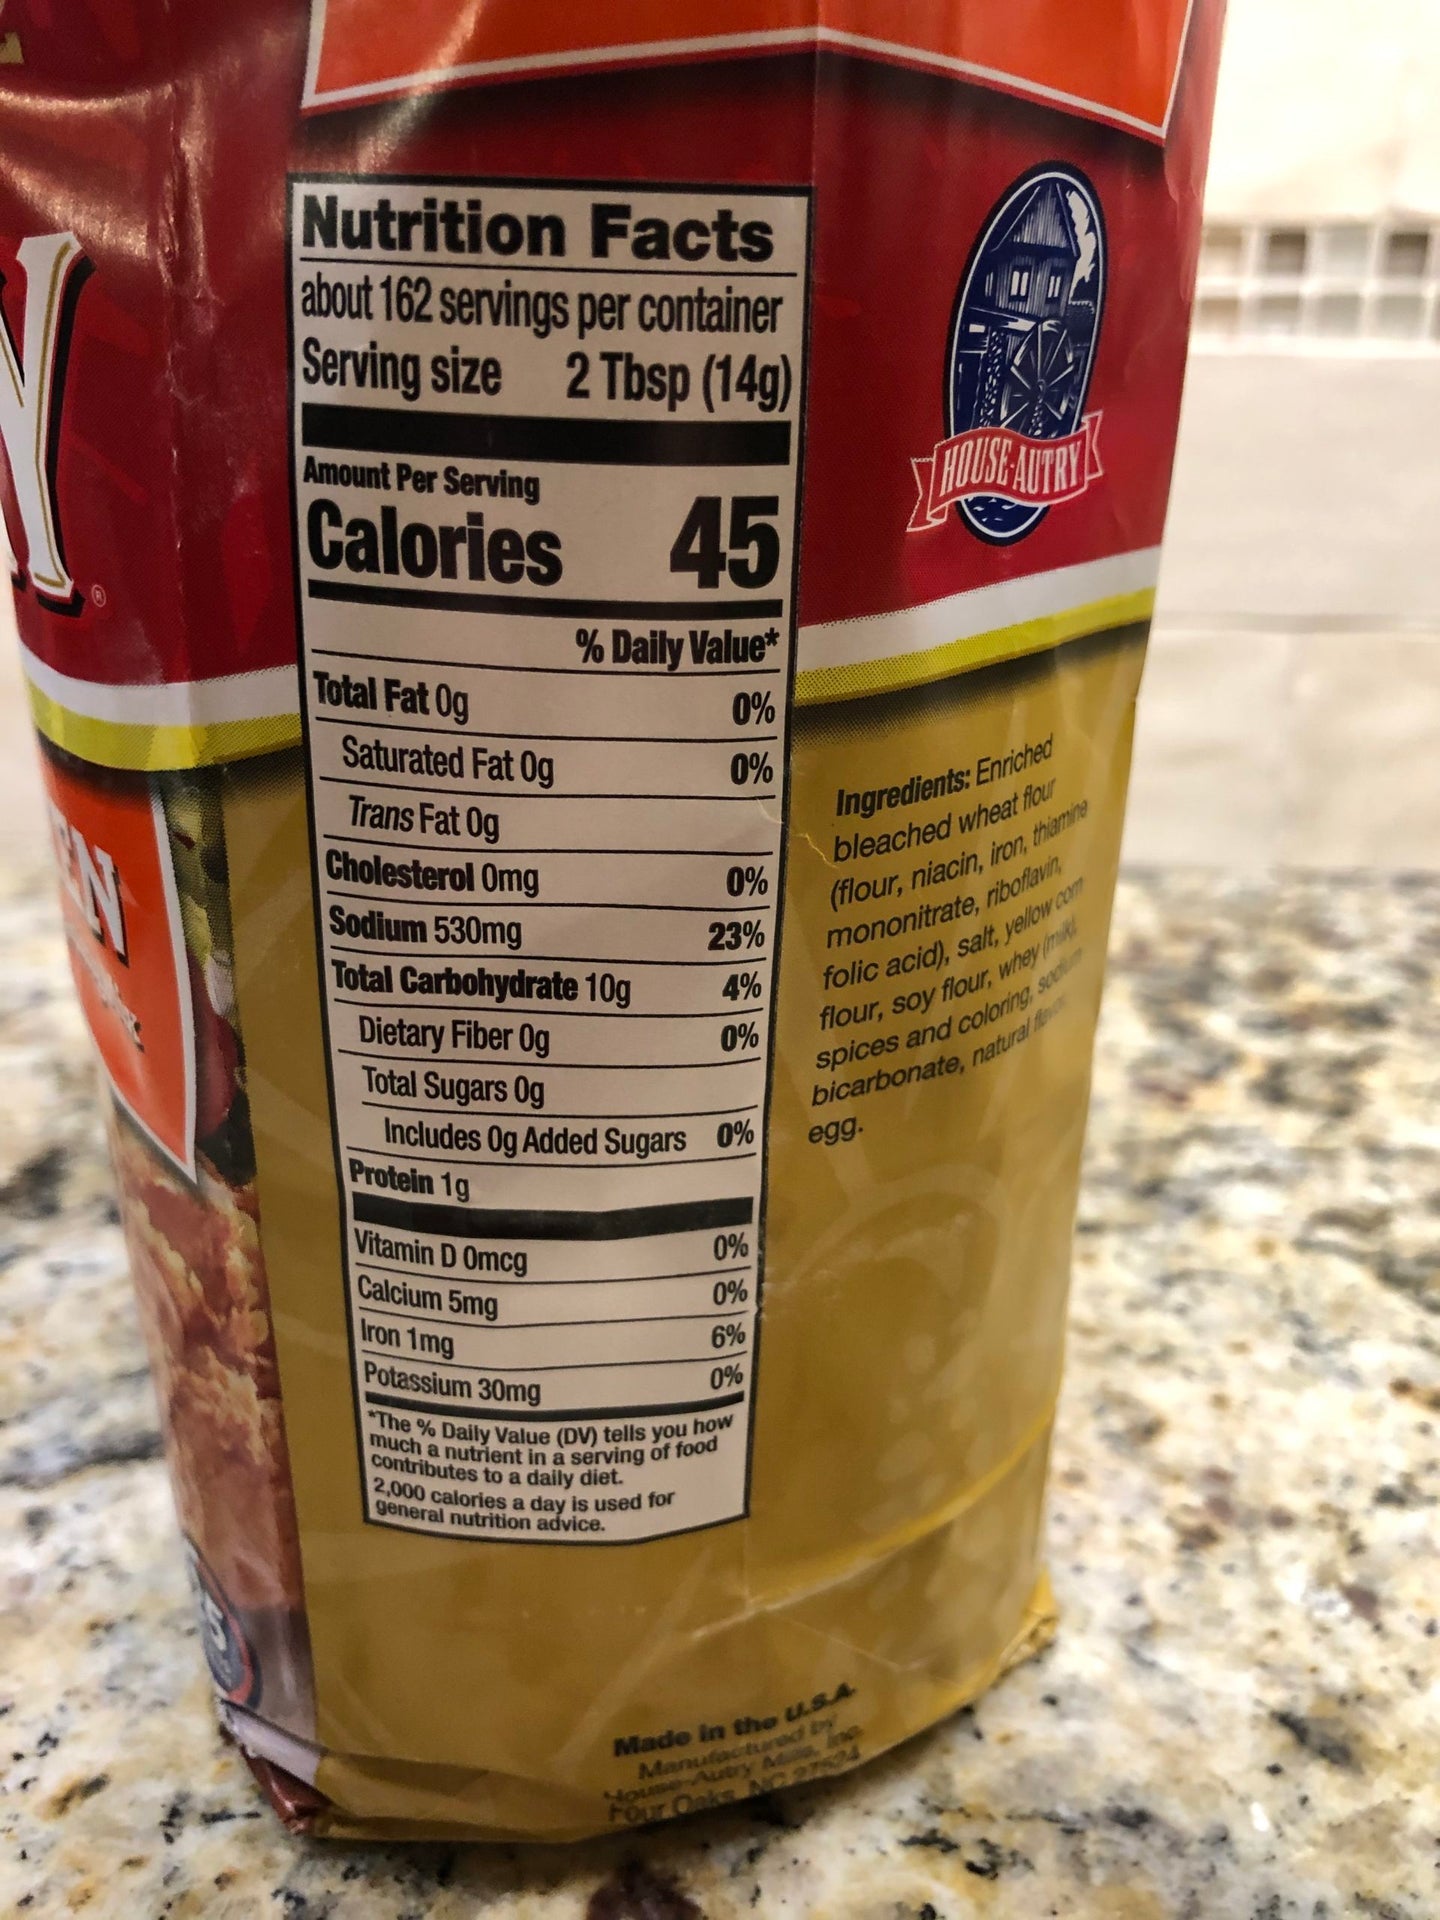 Nutrition Facts
about 162 servings per container
Serving size 2 Tbsp (14g)
Amount Per Serving
Calories 45
% Daily Value*
Total Fat 0g 0%
Saturated Fat 0g 0%
Trans Fat 0g
Cholesterol 0mg 0%
Sodium 530mg 23%
Total Carbohydrate 10g 4%
Dietary Fiber 0g 0%
Total Sugars 0g
Includes 0g Added Sugars 0%
Protein 1g
Vitamin D 0mcg 0%
Calcium 5mg 0%
Iron 1mg 6%
Potassium 30mg 0%
*The % Daily Value (DV) tells you how
much a nutrient in a serving of food
contributes to a daily diet.
2,000 calories a day is used for
general nutrition advice.
HOUSE-AUTRY
Ingredients: Enriched
bleached wheat flour
(flour, niacin, iron, thiamine
mononitrate, riboflavin,
folic acid), salt, yellow corn
flour, soy flour, whey (milk),
spices and coloring, sodium
bicarbonate, natural
egg.
Made in the U.S.A.
Manufactured by
House-Autry Mills, Inc.
Four Oaks, NC 27524
Y®
EN